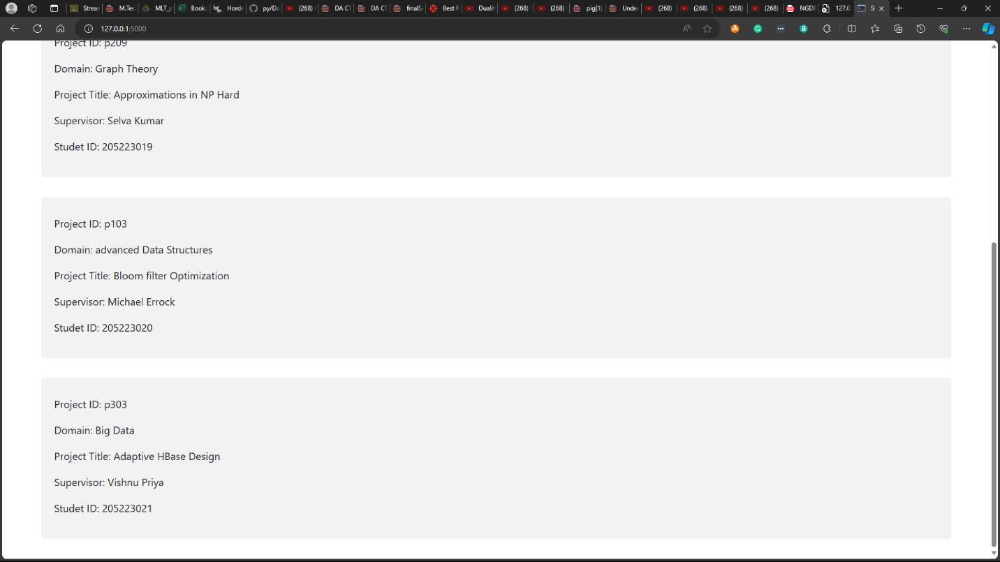 Strear
M.Tec
MLT_
Book.
Horde
py/Da
(268)
DA CT
DA CT
finalSe
Best F
Dualit
(268)
(268)
pig[1]
Under
(268)
(268)
(268)
(268)
NGDB
127.0.
S
127.0.0.1:5000
Project ID: p209
Domain: Graph Theory
Project Title: Approximations in NP Hard
Supervisor: Selva Kumar
Studet ID: 205223019
Project ID: p103
Domain: advanced Data Structures
Project Title: Bloom filter Optimization
Supervisor: Michael Errock
Studet ID: 205223020
Project ID: p303
Domain: Big Data
Project Title: Adaptive HBase Design
Supervisor: Vishnu Priya
Studet ID: 205223021